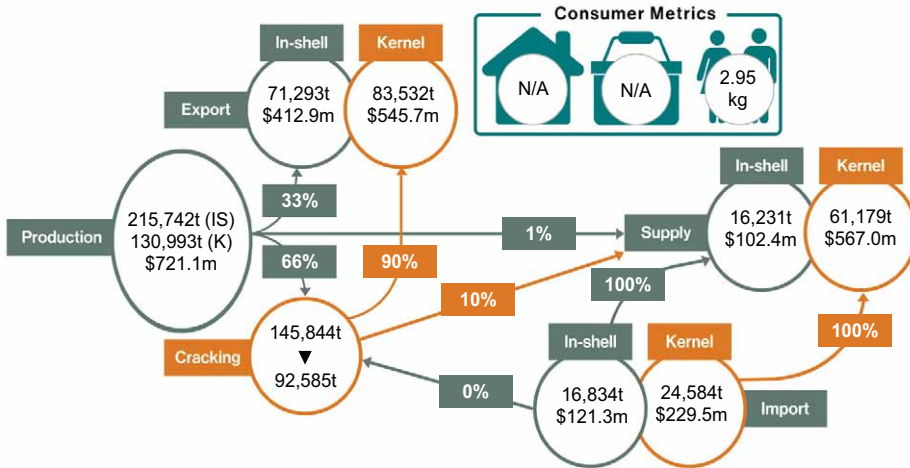 Consumer Metrics
N/A
N/A
2.95
kg
In-shell
Kernel
Export
71,293t
$412.9m
83,532t
$545.7m
33%
Production
215,742t (IS)
130,993t (K)
$721.1m
1%
66%
90%
In-shell
Kernel
Supply
16,231t
$102.4m
61,179t
$567.0m
10%
100%
100%
Cracking
145,844t
▼
92,585t
0%
In-shell
Kernel
16,834t
$121.3m
24,584t
$229.5m
Import